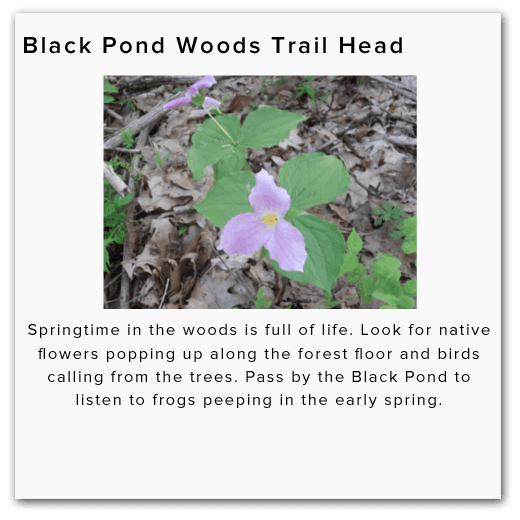 Black Pond Woods Trail Head
Springtime in the woods is full of life. Look for native
flowers popping up along the forest floor and birds
calling from the trees. Pass by the Black Pond to
listen to frogs peeping in the early spring.